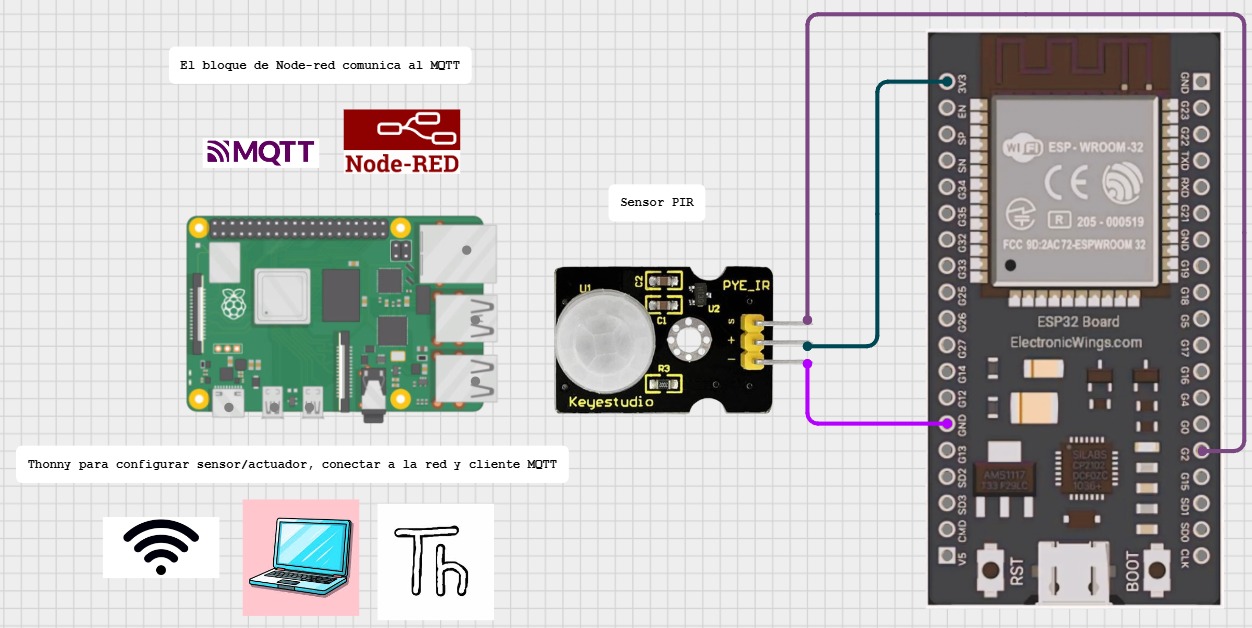 El bloque de Node-red comunica al MQTT
MQTT
Node-RED
Sensor PIR
U1
C2
C1
U2
PYE_IR
S
+
-
R3
Keyestudio
Thonny para configurar sensor/actuador, conectar a la red y cliente MQTT
Th
3V3
EN
SP
SN
G34
G35
G32
G33
G25
G26
G27
G14
G12
GND
G13
SD2
SD3
CMD
V5
WiFi ESP-WROOM-32
CE
R 205-000519
FCC 9D:2AC72-ESPWROOM 32
ESP32 Board
ElectronicWings.com
AMS1117
SILABS
CP2102
DCF02C
1036+
RST
BOOT
GND
G23
G22
TXD
RXD
G21
GND
G19
G18
G5
G17
G16
G4
G0
G2
G15
SD1
SD0
CLK